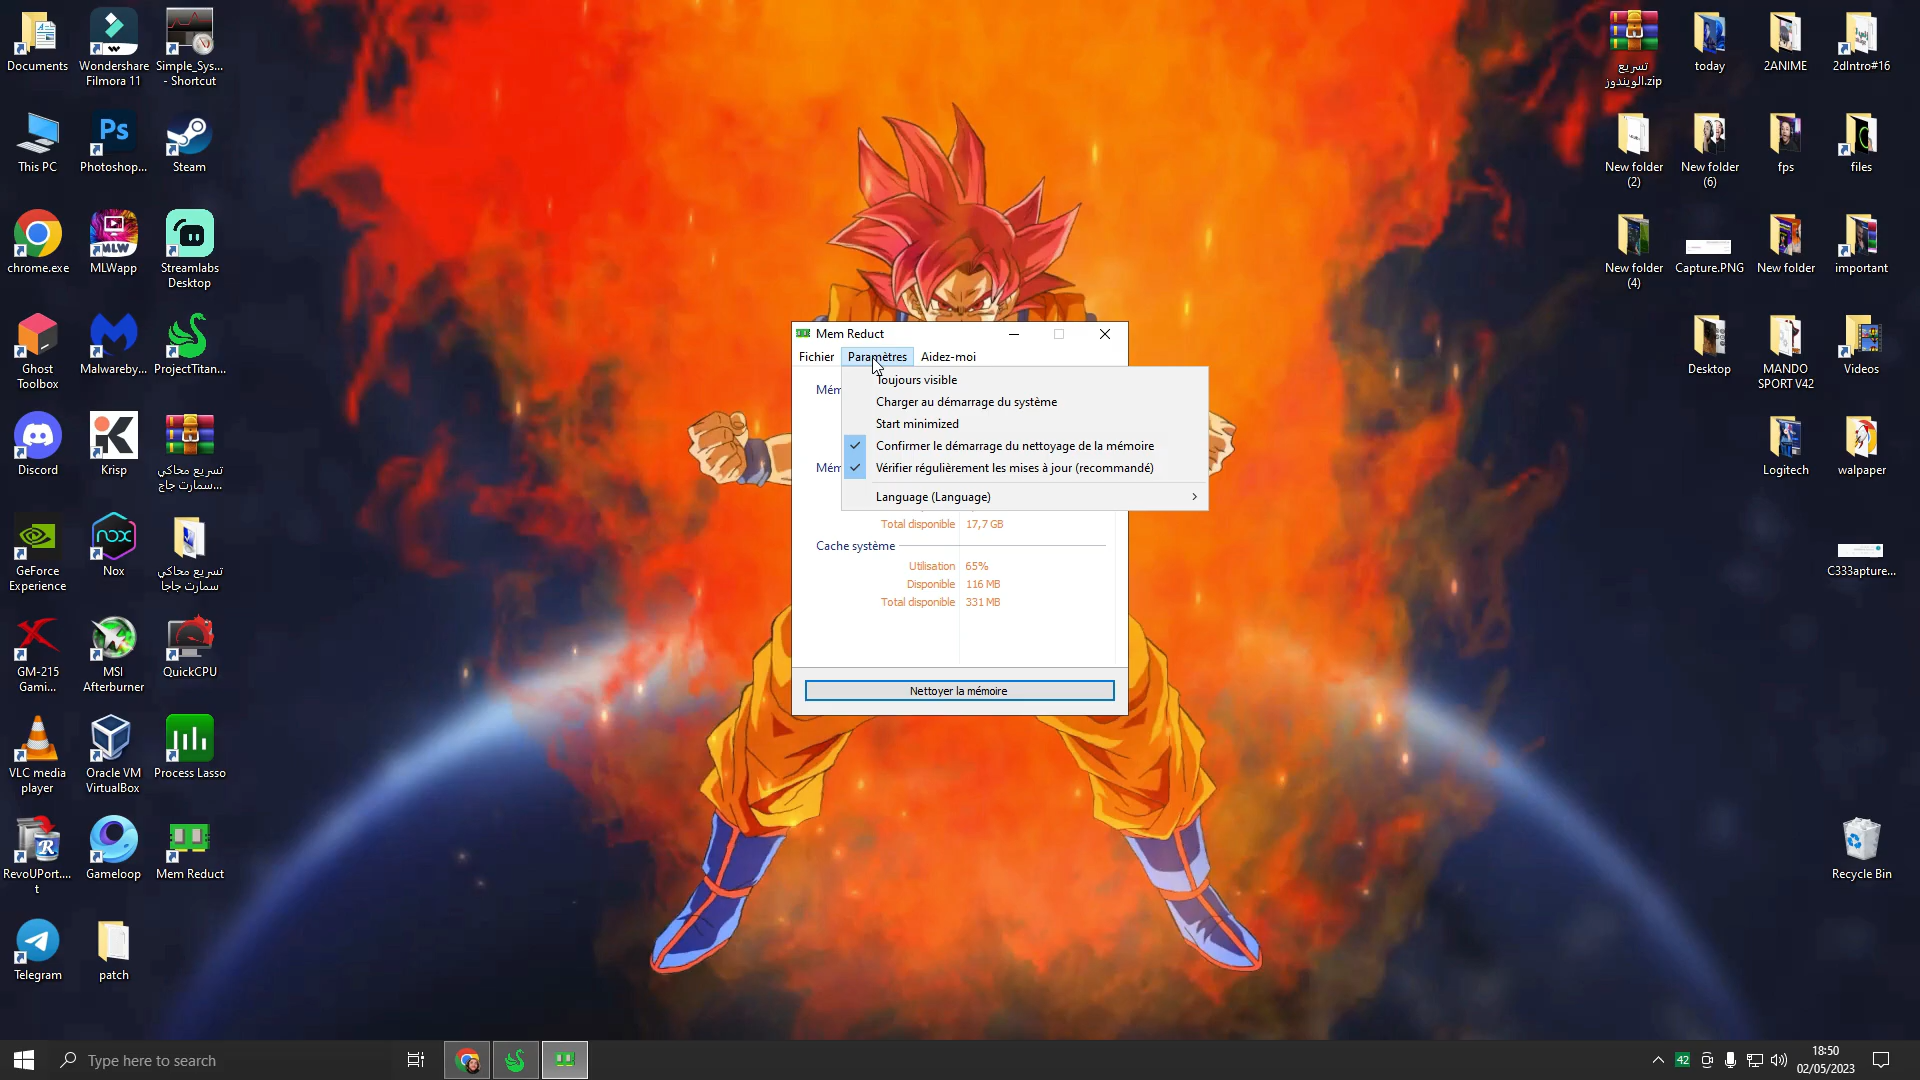 Documents
Wondershare
Filmora 11
Simple_Sys...
- Shortcut
This PC
Photoshop...
Steam
chrome.exe
MLWapp
Streamlabs
Desktop
Ghost
Toolbox
Malwareby...
ProjectTitan...
Discord
Krisp
تسريع محاكي
سمارت جاج...
GeForce
Experience
Nox
تسريع محاكي
سمارت جاجا
GM-215
Gami...
MSI
Afterburner
QuickCPU
VLC media
player
Oracle VM
VirtualBox
Process Lasso
RevoUPort....
t
Gameloop
Mem Reduct
Telegram
patch
تسريع
الويندوز.zip
today
2ANIME
2dIntro#16
New folder
(2)
New folder
(6)
fps
files
New folder
(4)
Capture.PNG
New folder
important
Desktop
MANDO
SPORT V42
Videos
Logitech
walpaper
C333apture...
Recycle Bin
Mem Reduct
Fichier Paramètres Aidez-moi
Mém
Toujours visible
Charger au démarrage du système
Start minimized
Confirmer le démarrage du nettoyage de la mémoire
Mém
Vérifier régulièrement les mises à jour (recommandé)
Language (Language)
Total disponible 17,7 GB
Cache système
Utilisation 65%
Disponible 116 MB
Total disponible 331 MB
Nettoyer la mémoire
Type here to search
42
18:50
02/05/2023